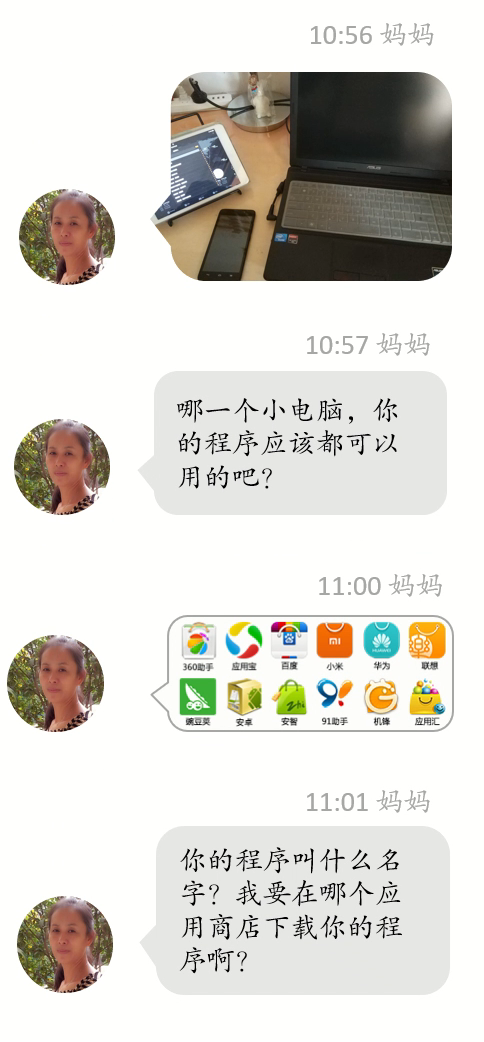 10:56 妈妈
ASUS
10:57 妈妈
哪一个小电脑，你
的程序应该都可以
用的吧？
11:00 妈妈
360助手 应用宝 百度 小米 华为 联想
豌豆荚 安卓 安智 91助手 机锋 应用汇
11:01 妈妈
你的程序叫什么名
字？我要在哪个应
用商店下载你的程
序啊？